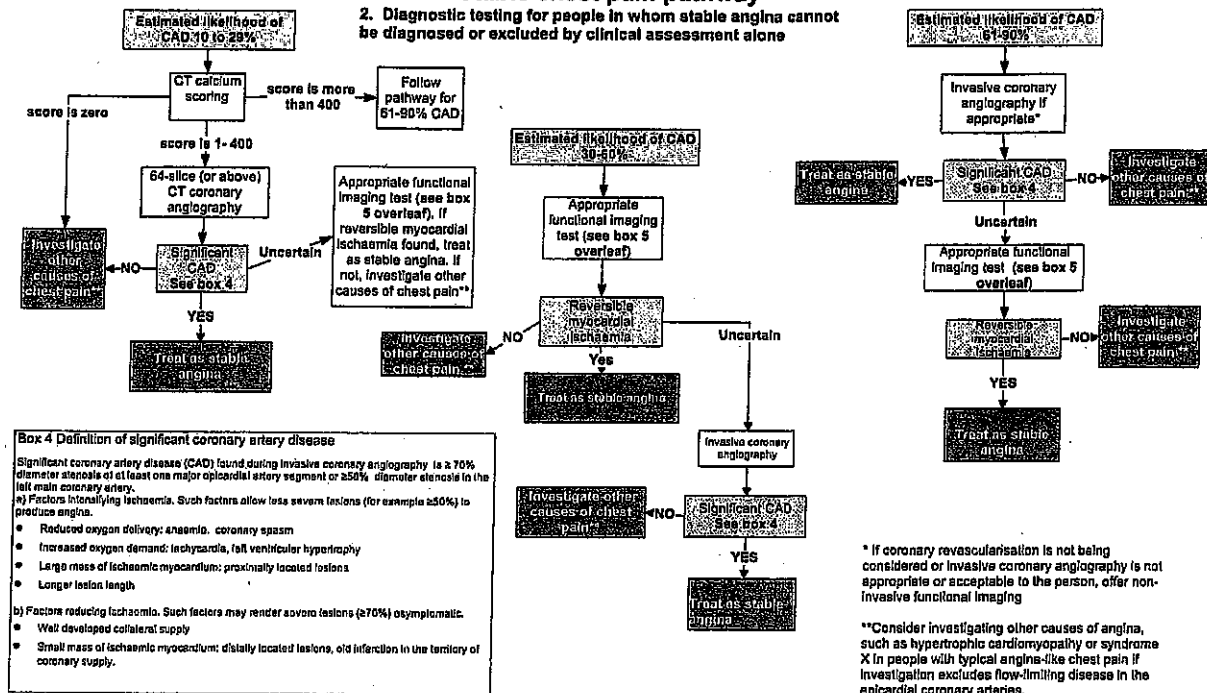 2. Diagnostic testing for people in whom stable angina cannot
be diagnosed or excluded by clinical assessment alone
Estimated likelihood of
CAD 10 to 29%
CT calcium
scoring
score is zero
score is more
than 400
Follow
pathway for
61-90% CAD
score is 1- 400
64-slice (or above)
CT coronary
angiography
Investigate
other
causes of
chest pain**
NO
Significant
CAD
See box 4
Uncertain
Appropriate functional
imaging test (see box
5 overleaf). If
reversible myocardial
ischaemia found, treat
as stable angina. If
not, investigate other
causes of chest pain**
YES
Treat as stable
angina
Estimated likelihood of CAD
30-60%
Appropriate
functional imaging
test (see box 5
overleaf)
Reversible
myocardial
ischaemia
NO
Investigate
other causes of
chest pain**
Yes
Treat as stable angina
Uncertain
Invasive coronary
angiography
Significant CAD
See box 4
NO
Investigate other
causes of chest
pain**
YES
Treat as stable
angina
Estimated likelihood of CAD
61-90%
Invasive coronary
angiography if
appropriate*
Treat as stable
angina
YES
Significant CAD
See box 4
NO
Investigate
other causes of
chest pain**
Uncertain
Appropriate functional
imaging test (see box 5
overleaf)
Reversible
myocardial
ischaemia
NO
Investigate
other causes of
chest pain**
YES
Treat as stable
angina
Box 4 Definition of significant coronary artery disease
Significant coronary artery disease (CAD) found during invasive coronary angiography is ≥ 70%
diameter stenosis of at least one major epicardial artery segment or ≥50% diameter stenosis in the
left main coronary artery.
a) Factors intensifying ischaemia. Such factors allow less severe lesions (for example ≥50%) to
produce angina.
• Reduced oxygen delivery: anaemia, coronary spasm
• Increased oxygen demand: tachycardia, left ventricular hypertrophy
• Large mass of ischaemic myocardium: proximally located lesions
• Longer lesion length
b) Factors reducing ischaemia. Such factors may render severe lesions (≥70%) asymptomatic.
• Well developed collateral supply
• Small mass of ischaemic myocardium: distally located lesions, old infarction in the territory of
coronary supply.
* If coronary revascularisation is not being
considered or invasive coronary angiography is not
appropriate or acceptable to the person, offer non-
invasive functional imaging
**Consider investigating other causes of angina,
such as hypertrophic cardiomyopathy or syndrome
X in people with typical angina-like chest pain if
investigation excludes flow-limiting disease in the
epicardial coronary arteries.